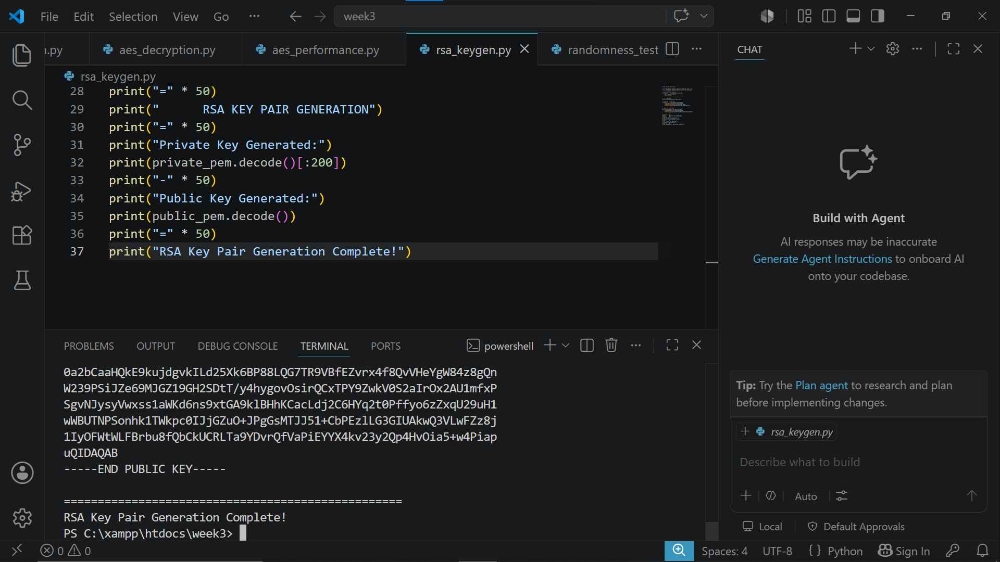 File Edit Selection View Go ··· week3
n.py aes_decryption.py aes_performance.py rsa_keygen.py randomness_test ···
rsa_keygen.py
28 print("=" * 50)
29 print("      RSA KEY PAIR GENERATION")
30 print("=" * 50)
31 print("Private Key Generated:")
32 print(private_pem.decode()[:200])
33 print("-" * 50)
34 print("Public Key Generated:")
35 print(public_pem.decode())
36 print("=" * 50)
37 print("RSA Key Pair Generation Complete!")
PROBLEMS OUTPUT DEBUG CONSOLE TERMINAL PORTS powershell
0a2bCaaHQkE9kujdgvkILd25Xk6BP88LQG7TR9VBfEZvrx4f8QvVHeYgW84z8gQn
W239PSiJZe69MJGZ19GH2SDtT/y4hygovOsirQCxTPY9ZwkV0S2aIrOx2AU1mfxP
SgvNJysyVwxss1aWKd6ns9xtGA9klBHhKCacLdj2C6HYq2t0Pffyo6zZxqU29uH1
wWBUTNPSonhk1TWkpc0IJjGZuO+JPgGsMTJJ51+CbPEzlLG3GIUAkwQ3VLwFZz8j
1IyOFWtWLFBrbu8fQbCkUCRLTa9YDvrQfVaPiEYYX4kv23y2Qp4HvOia5+w4Piap
uQIDAQAB
-----END PUBLIC KEY-----
==================================================
RSA Key Pair Generation Complete!
PS C:\xampp\htdocs\week3>
CHAT
Build with Agent
AI responses may be inaccurate
Generate Agent Instructions to onboard AI
onto your codebase.
Tip: Try the Plan agent to research and plan
before implementing changes.
rsa_keygen.py
Describe what to build
Auto
Local Default Approvals
0 0 Spaces: 4 UTF-8 {} Python Sign In